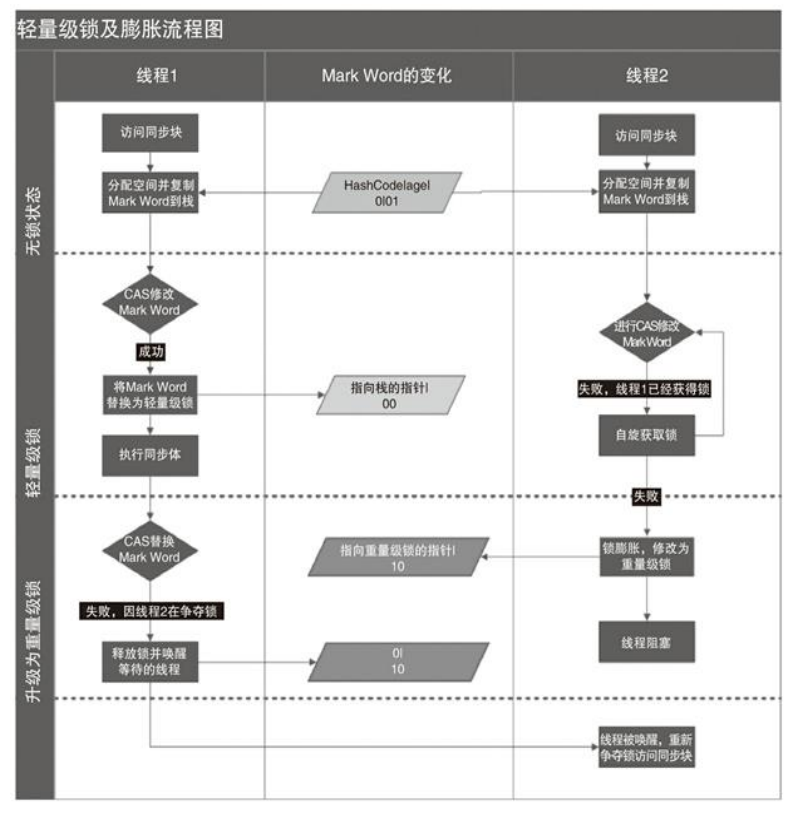 轻量级锁及膨胀流程图
线程1
Mark Word的变化
线程2
无锁状态
访问同步块
访问同步块
分配空间并复制
Mark Word到栈
HashCodelageI
0I01
分配空间并复制
Mark Word到栈
轻量级锁
CAS修改
Mark Word
成功
将Mark Word
替换为轻量级锁
执行同步体
指向栈的指针I
00
进行CAS修改
MarkWord
失败，线程1已经获得锁
自旋获取锁
失败
升级为重量级锁
CAS替换
Mark Word
失败，因线程2在争夺锁
释放锁并唤醒
等待的线程
指向重量级锁的指针I
10
0I
10
锁膨胀，修改为
重量级锁
线程阻塞
线程被唤醒，重新
争夺锁访问同步块